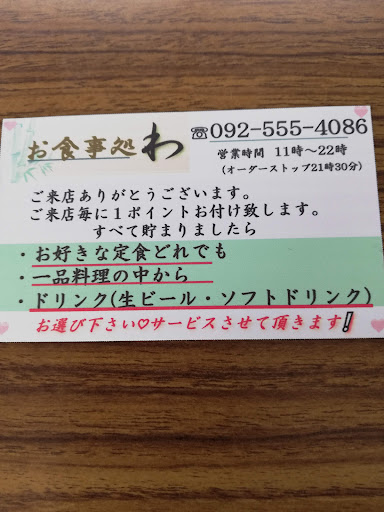 お食事処 わ
☎092-555-4086
営業時間 11時～22時
(オーダーストップ21時30分)
ご来店ありがとうございます。
ご来店毎に1ポイントお付け致します。
すべて貯まりましたら
・お好きな定食どれでも
・一品料理の中から
・ドリンク(生ビール・ソフトドリンク)
お選び下さい♡サービスさせて頂きます!